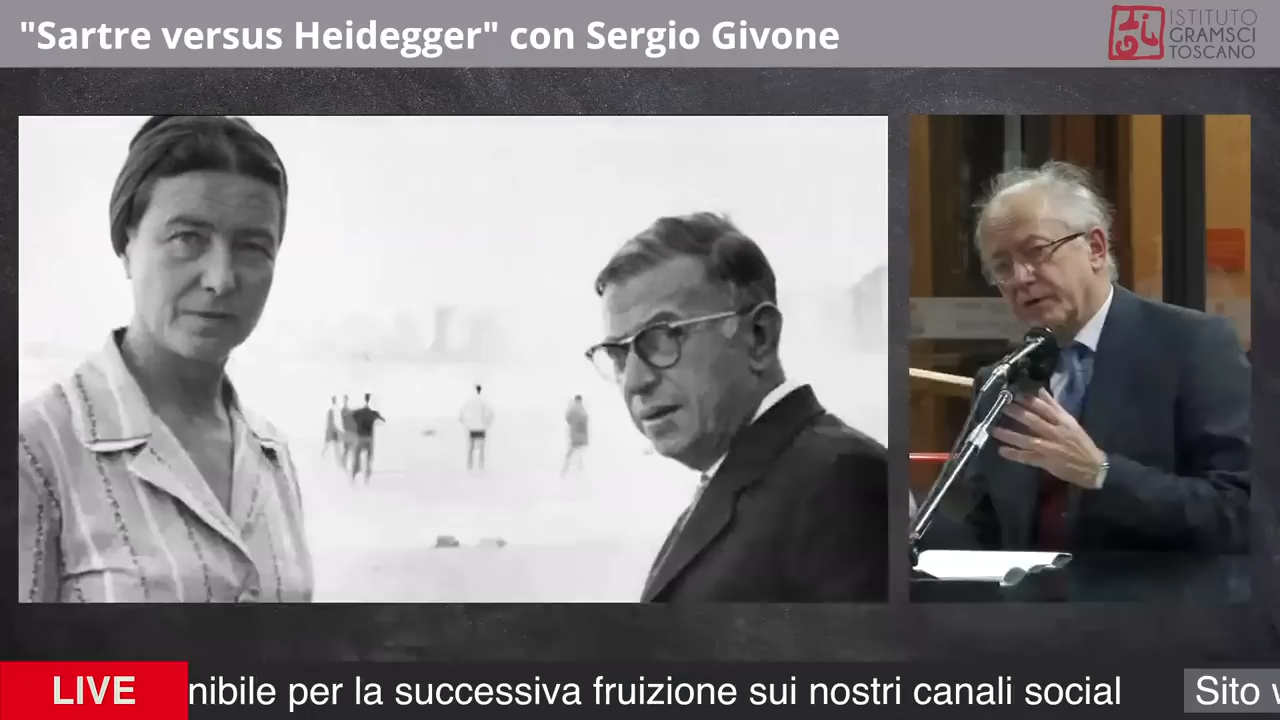 "Sartre versus Heidegger" con Sergio Givone
ISTITUTO
GRAMSCI
TOSCANO
LIVE
nibile per la successiva fruizione sui nostri canali social
Sito